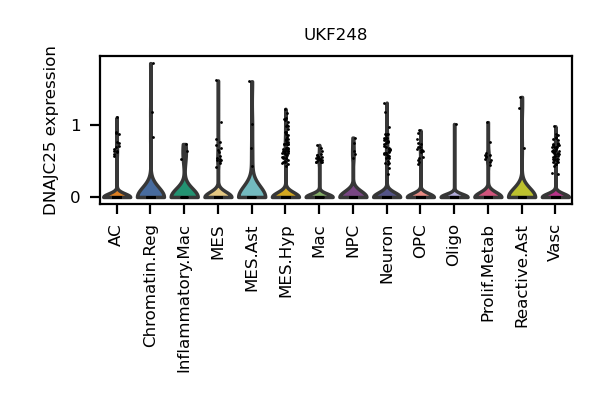 UKF248
DNAJC25 expression
1
0
AC
Chromatin.Reg
Inflammatory.Mac
MES
MES.Ast
MES.Hyp
Mac
NPC
Neuron
OPC
Oligo
Prolif.Metab
Reactive.Ast
Vasc